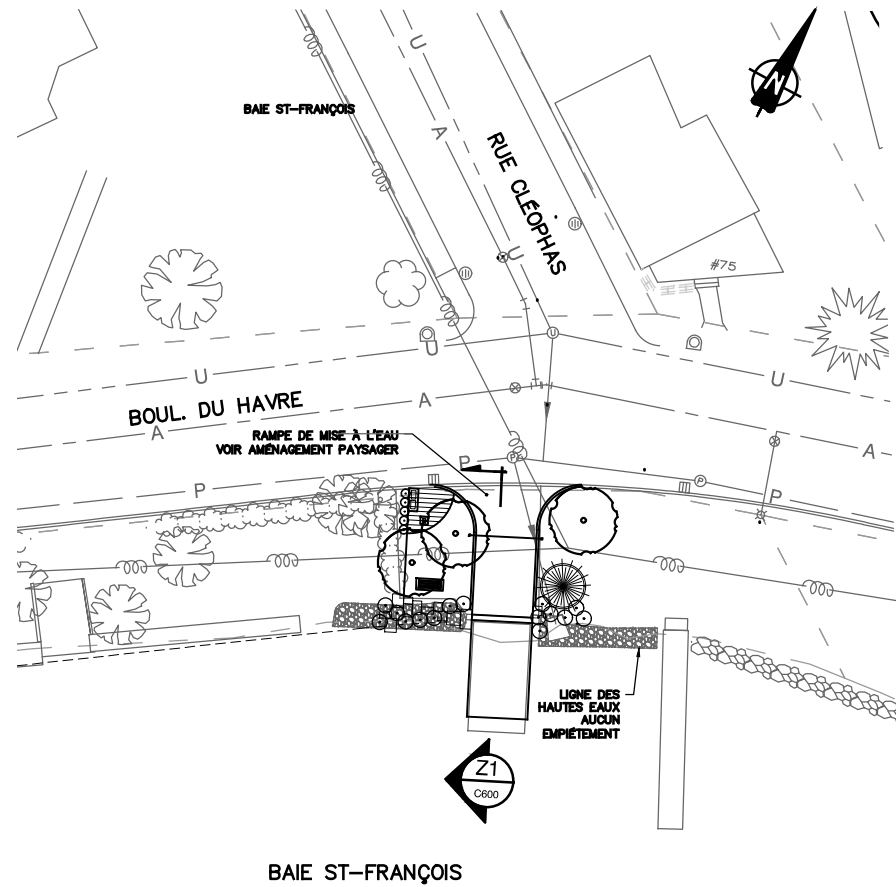 U
BAIE ST-FRANÇOIS
N
A
RUE CLÉOPHAS
U
#75
U
U
U
U
BOUL. DU HAVRE
A
A
RAMPE DE MISE À L'EAU
VOIR AMÉNAGEMENT PAYSAGER
A
P
P
P
P
P
LIGNE DES
HAUTES EAUX
AUCUN
EMPIÉTEMENT
Z1
C600
BAIE ST-FRANÇOIS